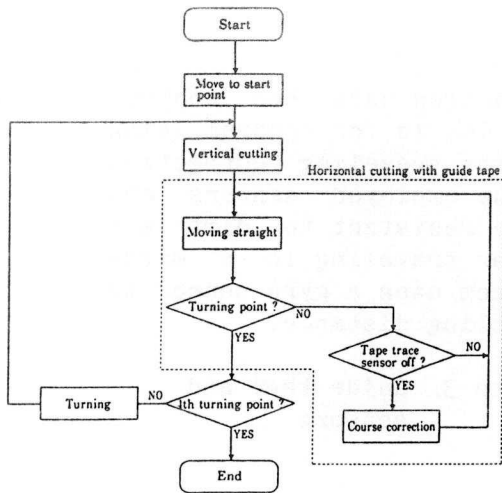 Start
Move to start
point
Vertical cutting
Horizontal cutting with guide tape
Moving straight
Turning point ?
NO
YES
Tape trace
sensor off ?
NO
YES
Course correction
turning point ?
NO
Turning
YES
End